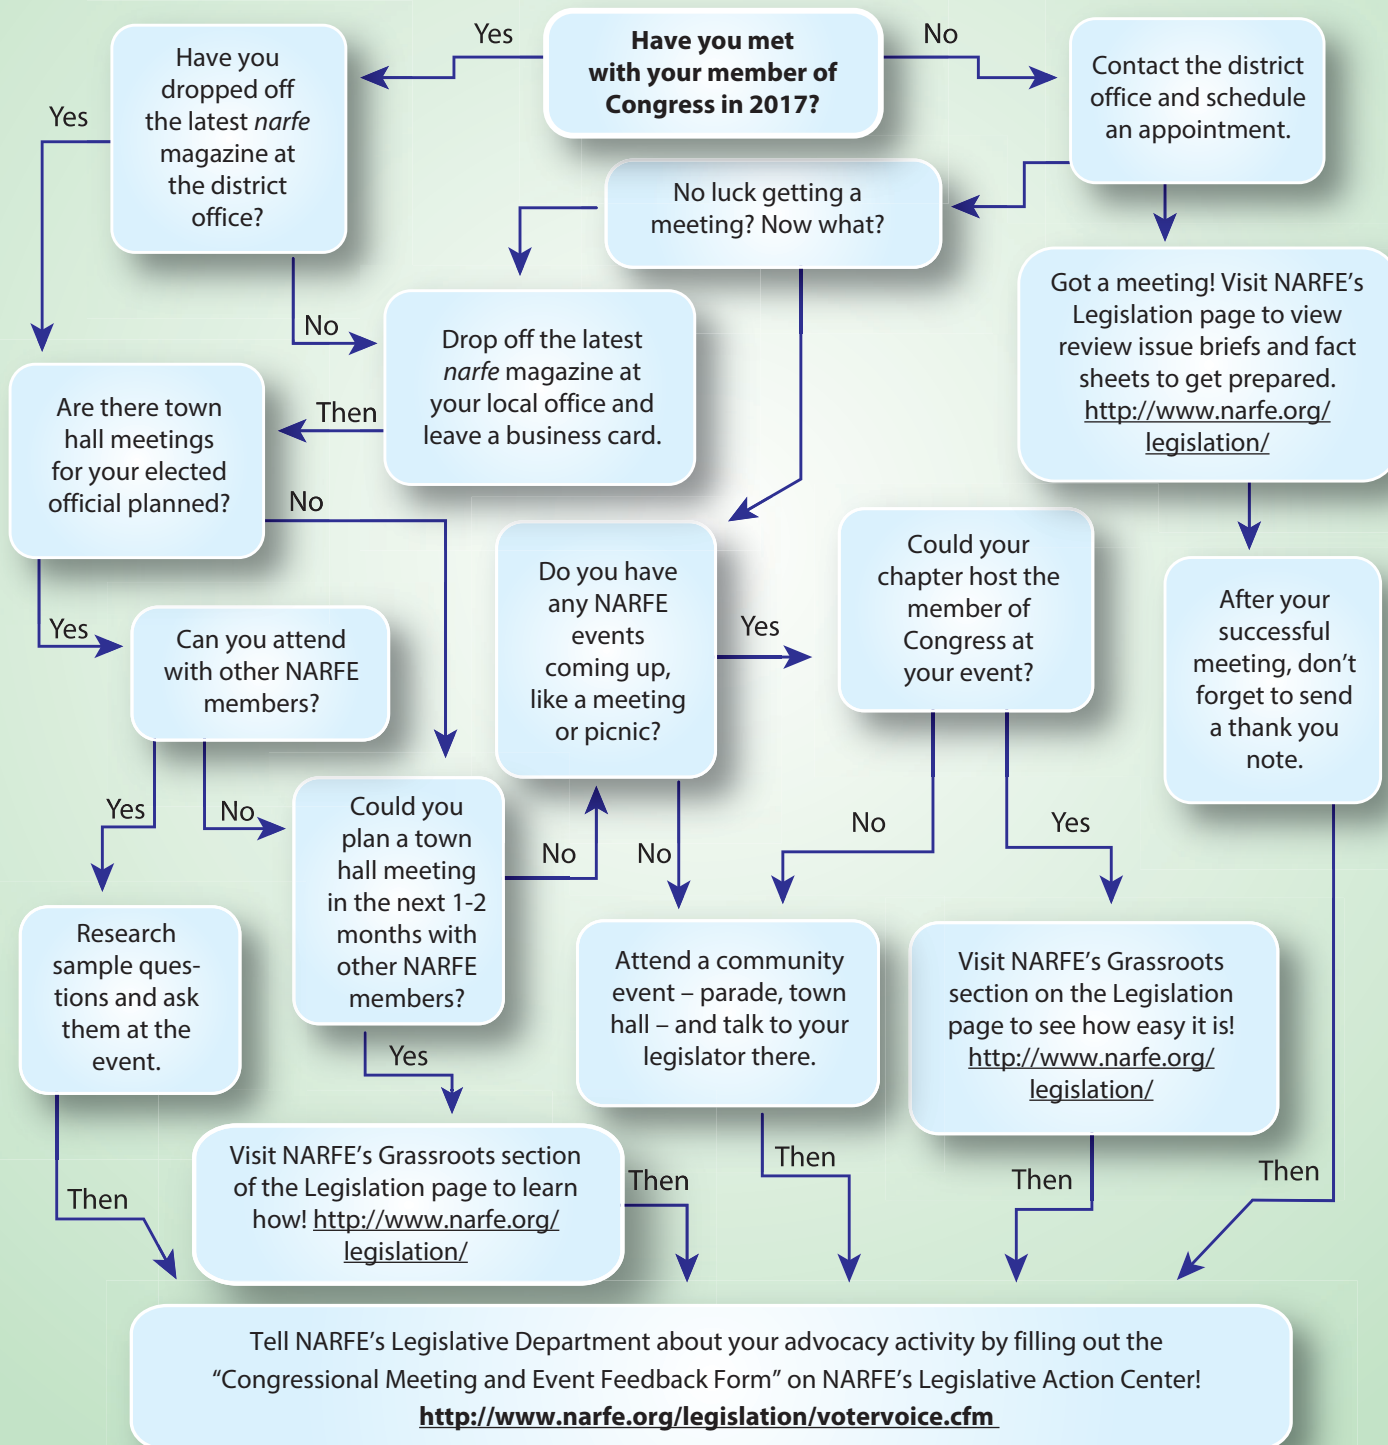 Have you met
with your member of
Congress in 2017?
Yes
No
Have you
dropped off
the latest narfe
magazine at
the district
office?
Yes
No
Contact the district
office and schedule
an appointment.
No luck getting a
meeting? Now what?
Got a meeting! Visit NARFE’s
Legislation page to view
review issue briefs and fact
sheets to get prepared.
http://www.narfe.org/
legislation/
Drop off the latest
narfe magazine at
your local office and
leave a business card.
Then
Are there town
hall meetings
for your elected
official planned?
No
Yes
Can you attend
with other NARFE
members?
Yes
No
Do you have
any NARFE
events
coming up,
like a meeting
or picnic?
Yes
No
Could your
chapter host the
member of
Congress at
your event?
No
Yes
After your
successful
meeting, don’t
forget to send
a thank you
note.
Could you
plan a town
hall meeting
in the next 1-2
months with
other NARFE
members?
No
Yes
Research
sample ques-
tions and ask
them at the
event.
Then
Attend a community
event – parade, town
hall – and talk to your
legislator there.
Then
Visit NARFE’s Grassroots
section on the Legislation
page to see how easy it is!
http://www.narfe.org/
legislation/
Then
Then
Visit NARFE’s Grassroots section
of the Legislation page to learn
how! http://www.narfe.org/
legislation/
Then
Tell NARFE’s Legislative Department about your advocacy activity by filling out the
“Congressional Meeting and Event Feedback Form” on NARFE’s Legislative Action Center!
http://www.narfe.org/legislation/votervoice.cfm